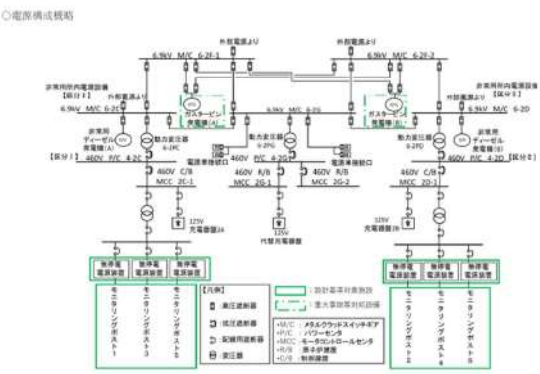 ○電源構成概略
外部電源より
外部電源より
6.9kV M/C 6-2F-1
6.9kV M/C 6-2F-2
非常用所内電源設備
【区分Ⅰ】
外部電源より
ガスタービン
発電機(A)
ガスタービン
発電機(B)
外部電源より
非常用所内電源設備
【区分Ⅱ】
6.9kV M/C 6-2C
6.9kV M/C 6-2G
6.9kV M/C 6-2D
非常用
ディーゼル
発電機(A)
動力変圧器
6-2PC
動力変圧器
6-2PG
動力変圧器
6-2PD
非常用
ディーゼル
発電機(B)
電源車接続口
電源車接続口
【区分Ⅰ】
460V P/C 4-2C
460V P/C 4-2G
460V P/C 4-2D
【区分Ⅱ】
460V C/B
MCC 2C-1
460V R/B
MCC 2G-1
460V R/B
MCC 2G-2
460V C/B
MCC 2D-1
125V
充電器盤2A
125V
代替充電器盤
125V
充電器盤2B
無停電
電源装置
無停電
電源装置
無停電
電源装置
無停電
電源装置
無停電
電源装置
無停電
電源装置
モニタリングポスト1
モニタリングポスト3
モニタリングポスト5
モニタリングポスト2
モニタリングポスト4
モニタリングポスト6
【凡例】
:高圧遮断器
:低圧遮断器
:配線用遮断器
:変圧器
:設計基準対象施設
:重大事故等対処設備
・M/C :メタルクラッドスイッチギア
・P/C :パワーセンタ
・MCC :モータコントロールセンタ
・R/B :原子炉建屋
・C/B :制御建屋